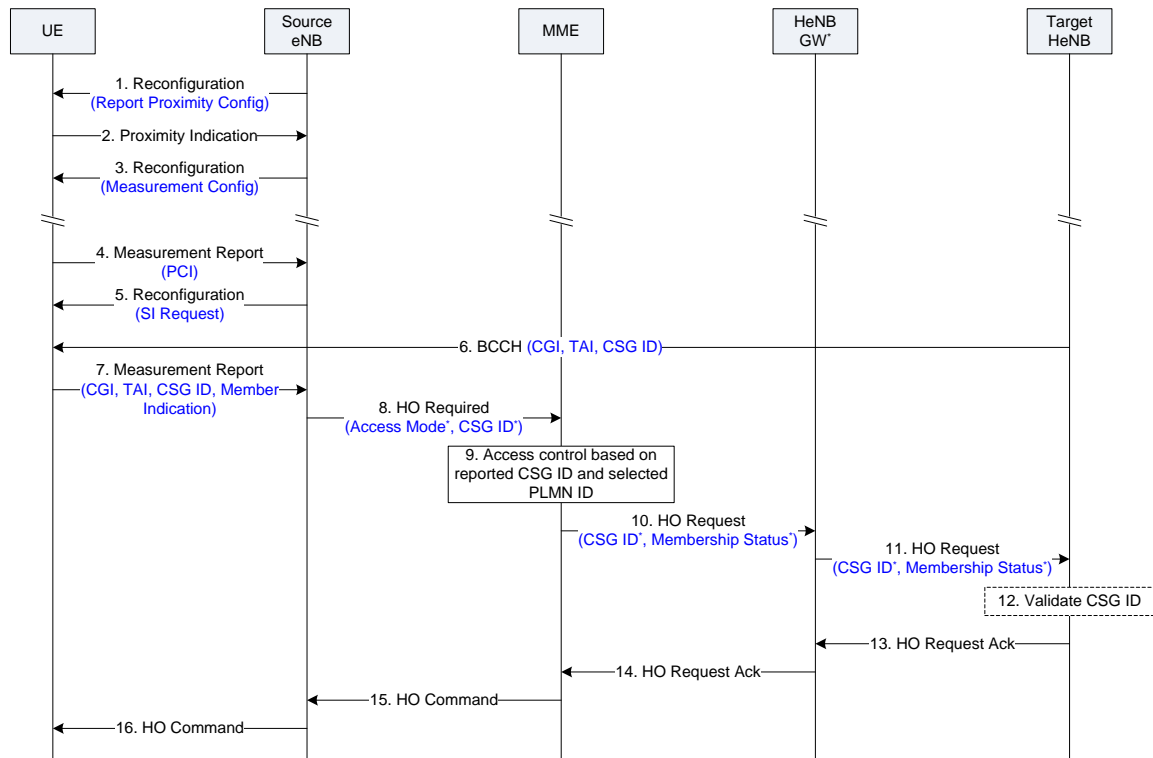 UE
Source
eNB
MME
HeNB
GW*
Target
HeNB
1. Reconfiguration
(Report Proximity Config)
2. Proximity Indication
3. Reconfiguration
(Measurement Config)
4. Measurement Report
(PCI)
5. Reconfiguration
(SI Request)
6. BCCH (CGI, TAI, CSG ID)
7. Measurement Report
(CGI, TAI, CSG ID, Member
Indication)
8. HO Required
(Access Mode*, CSG ID*)
9. Access control based on
reported CSG ID and selected
PLMN ID
10. HO Request
(CSG ID*, Membership Status*)
11. HO Request
(CSG ID*, Membership Status*)
12. Validate CSG ID
13. HO Request Ack
14. HO Request Ack
15. HO Command
16. HO Command